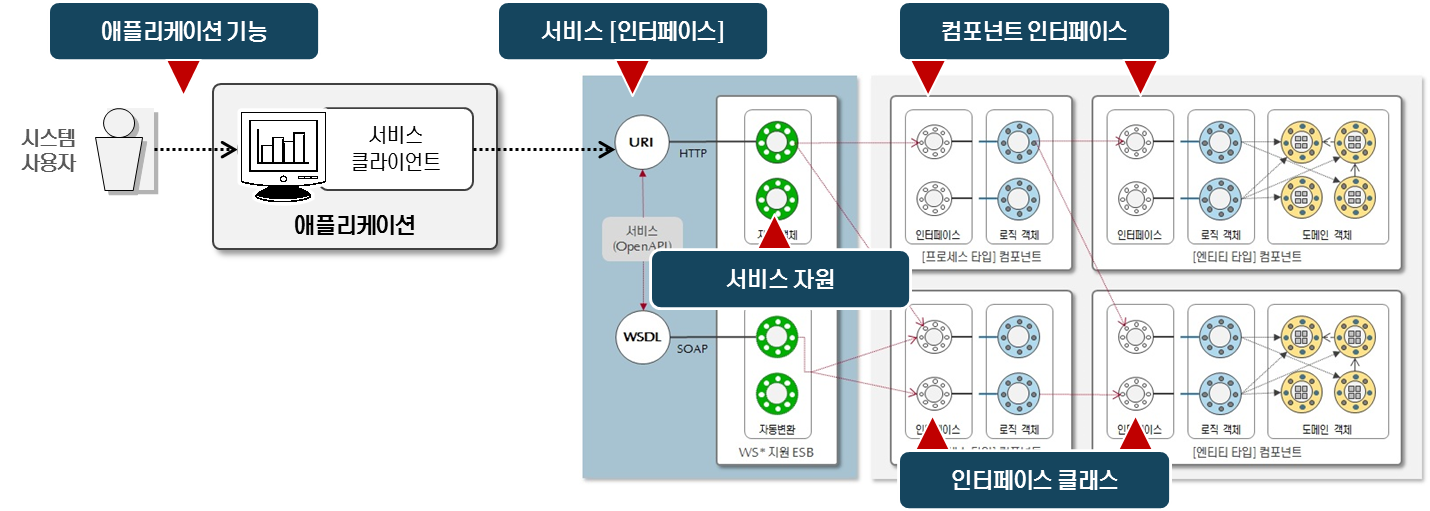 애플리케이션 기능
서비스 [인터페이스]
컴포넌트 인터페이스
시스템
사용자
서비스
클라이언트
애플리케이션
URI
HTTP
서비스
(OpenAPI)
WSDL
SOAP
서비스 자원
자동변환
WS* 지원 ESB
인터페이스
로직 객체
[프로세스 타입] 컴포넌트
인터페이스
로직 객체
도메인 객체
[엔티티 타입] 컴포넌트
로직 객체
로직 객체
도메인 객체
[엔티티 타입] 컴포넌트
인터페이스 클래스